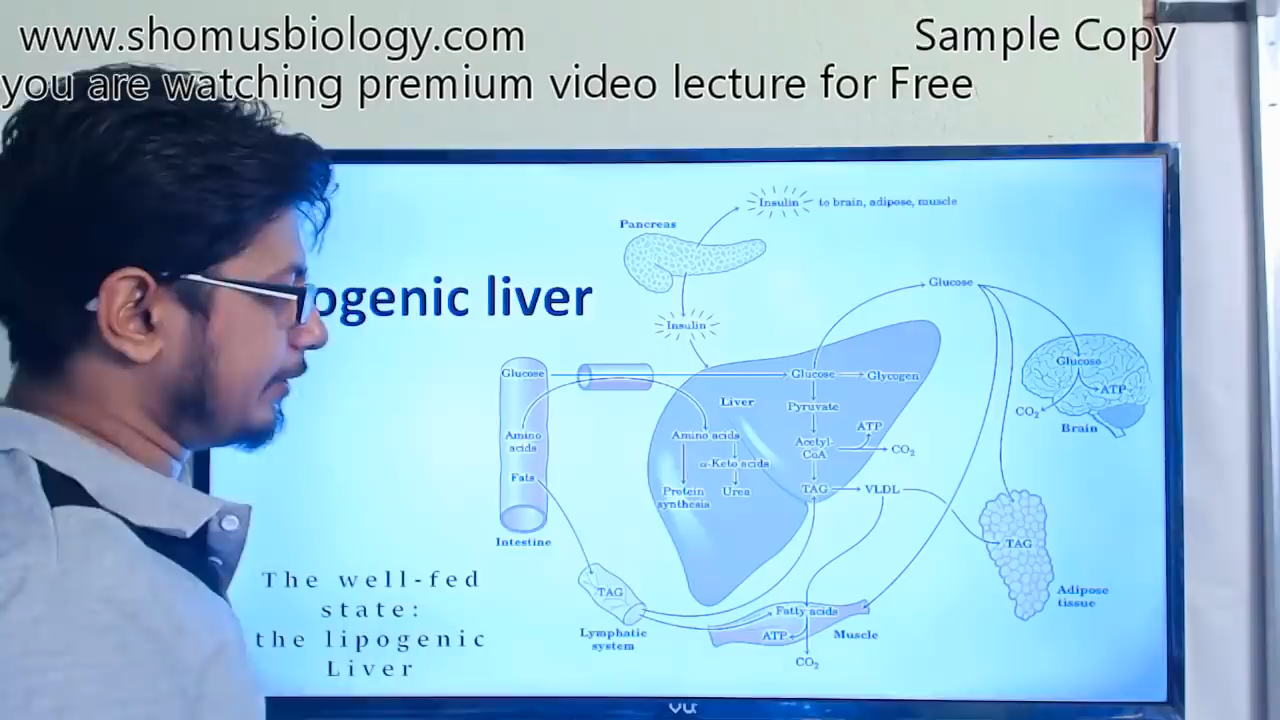 www.shomusbiology.com
Sample Copy
you are watching premium video lecture for Free
Insulin to brain, adipose, muscle
Pancreas
Insulin
ogenic liver
Glucose
Glucose
ATP
CO2
Brain
Glucose
Amino
acids
Fats
Intestine
Liver
Glucose
Glycogen
Pyruvate
Acetyl-
CoA
ATP
CO2
Amino acids
α-Keto acids
Protein
synthesis
Urea
TAG
VLDL
TAG
Adipose
tissue
TAG
Lymphatic
system
Fatty acids
ATP
Muscle
CO2
The well-fed
state:
the lipogenic
Liver
VU